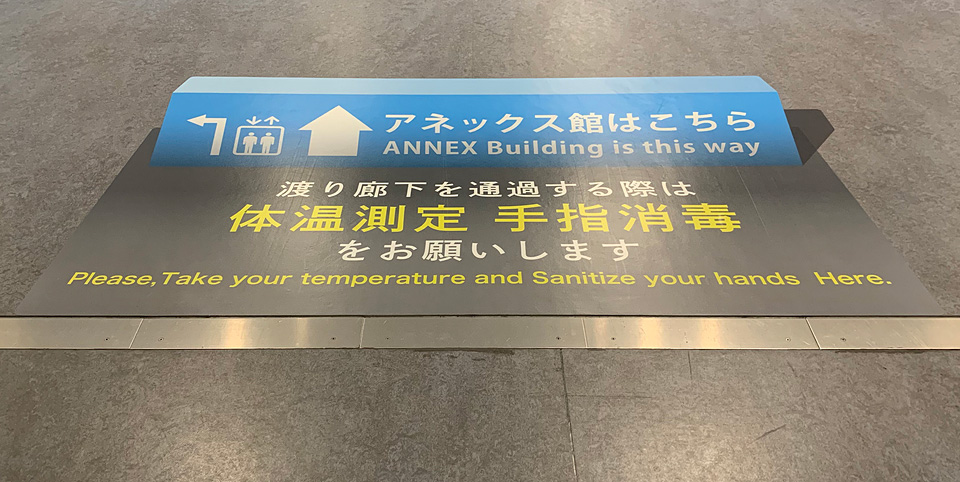 アネックス館はこちら
ANNEX Building is this way
渡り廊下を通過する際は
体温測定 手指消毒
をお願いします
Please,Take your temperature and Sanitize your hands Here.